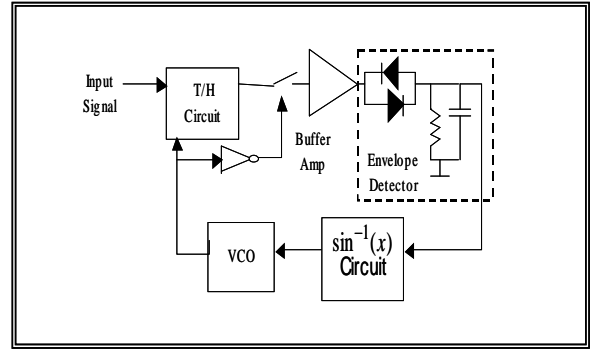 Input
Signal
T/H
Circuit
Buffer
Amp
Envelope
Detector
VCO
sin⁻¹(x)
Circuit